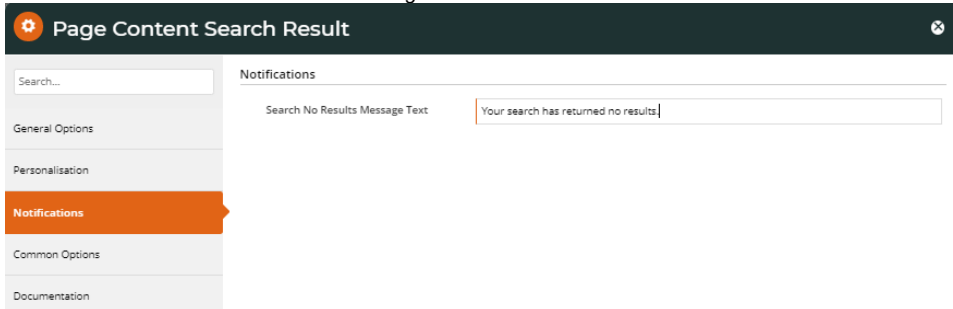 Page Content Search Result
Search...
Notifications
Search No Results Message Text
Your search has returned no results.
General Options
Personalisation
Notifications
Common Options
Documentation